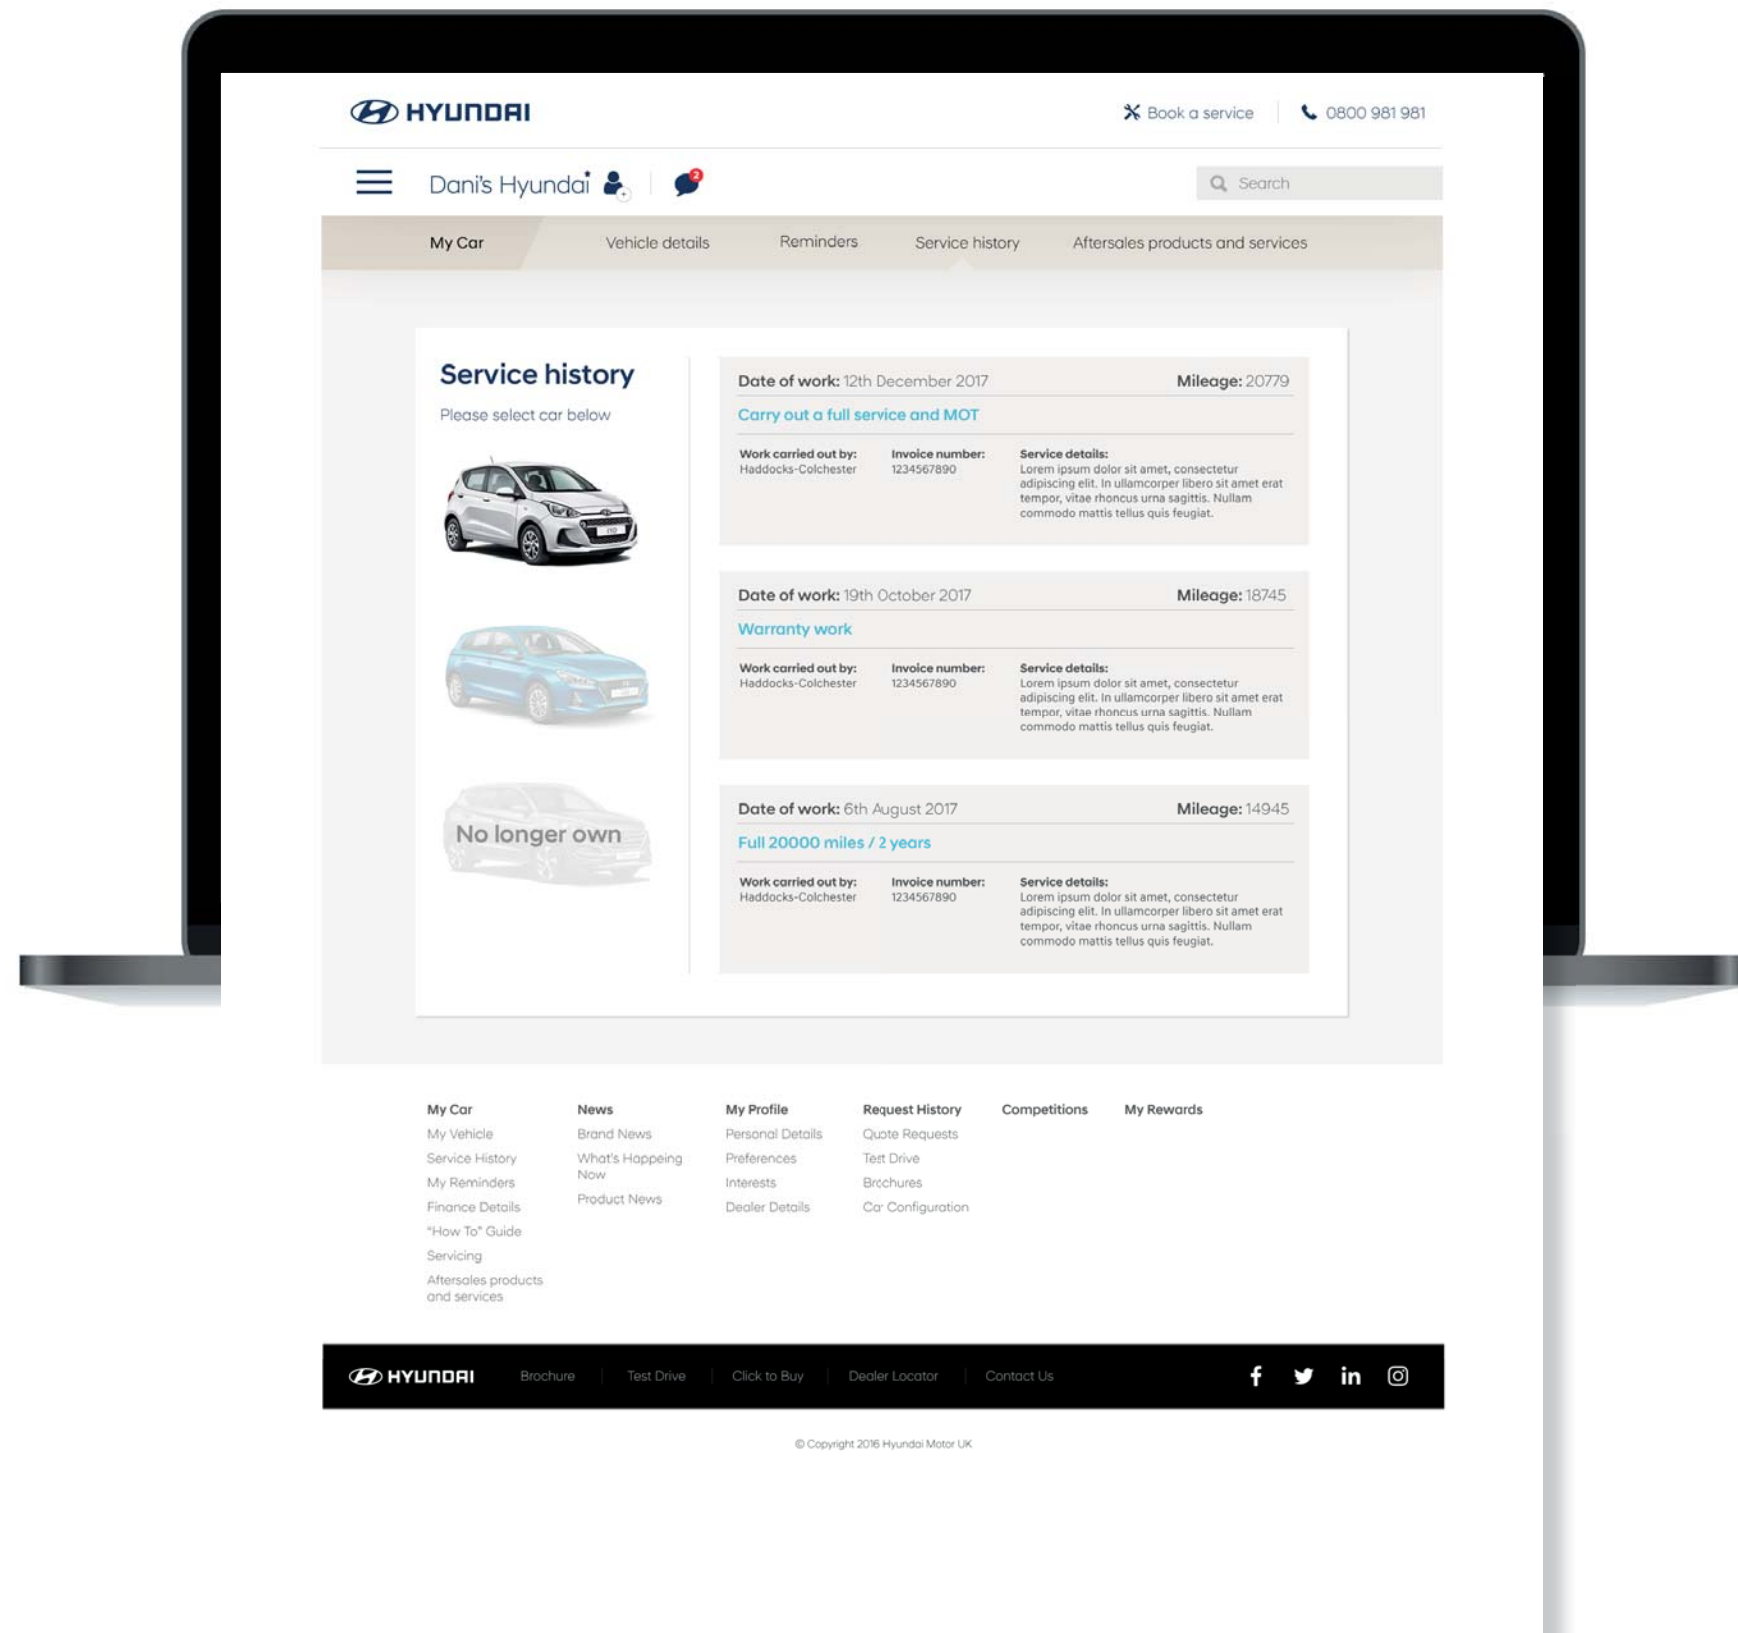 HYUNDAI
Book a service
0800 981 981
Dani's Hyundai*
2
Search
My Car
Vehicle details
Reminders
Service history
Aftersales products and services
Service history
Please select car below
i10
No longer own
Date of work: 12th December 2017
Mileage: 20779
Carry out a full service and MOT
Work carried out by:
Haddocks-Colchester
Invoice number:
1234567890
Service details:
Lorem ipsum dolor sit amet, consectetur
adipiscing elit. In ullamcorper libero sit amet erat
tempor, vitae rhoncus urna sagittis. Nullam
commodo mattis tellus quis feugiat.
Date of work: 19th October 2017
Mileage: 18745
Warranty work
Work carried out by:
Haddocks-Colchester
Invoice number:
1234567890
Service details:
Lorem ipsum dolor sit amet, consectetur
adipiscing elit. In ullamcorper libero sit amet erat
tempor, vitae rhoncus urna sagittis. Nullam
commodo mattis tellus quis feugiat.
Date of work: 6th August 2017
Mileage: 14945
Full 20000 miles / 2 years
Work carried out by:
Haddocks-Colchester
Invoice number:
1234567890
Service details:
Lorem ipsum dolor sit amet, consectetur
adipiscing elit. In ullamcorper libero sit amet erat
tempor, vitae rhoncus urna sagittis. Nullam
commodo mattis tellus quis feugiat.
My Car
My Vehicle
Service History
My Reminders
Finance Details
"How To" Guide
Servicing
Aftersales products
and services
News
Brand News
What's Happeing
Now
Product News
My Profile
Personal Details
Preferences
Interests
Dealer Details
Request History
Quote Requests
Test Drive
Brochures
Car Configuration
Competitions
My Rewards
HYUNDAI
Brochure
Test Drive
Click to Buy
Dealer Locator
Contact Us
© Copyright 2016 Hyundai Motor UK